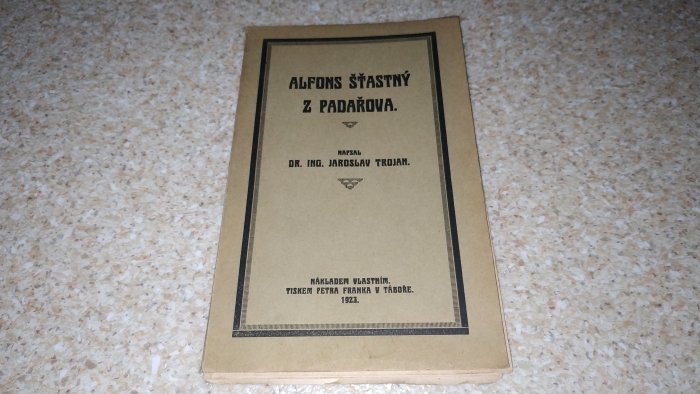 ALFONS ŠŤASTNÝ
Z PADAŘOVA.
NAPSAL
DR. ING. JAROSLAV TROJAN.
NÁKLADEM VLASTNÍM.
TISKEM PETRA FRANKA V TÁBOŘE.
1923.